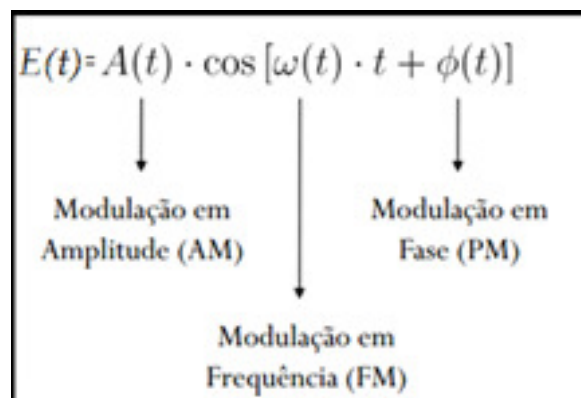 E(t)= A(t) · cos [ω(t) · t + ϕ(t)]
Modulação em
Amplitude (AM)
Modulação em
Fase (PM)
Modulação em
Frequência (FM)